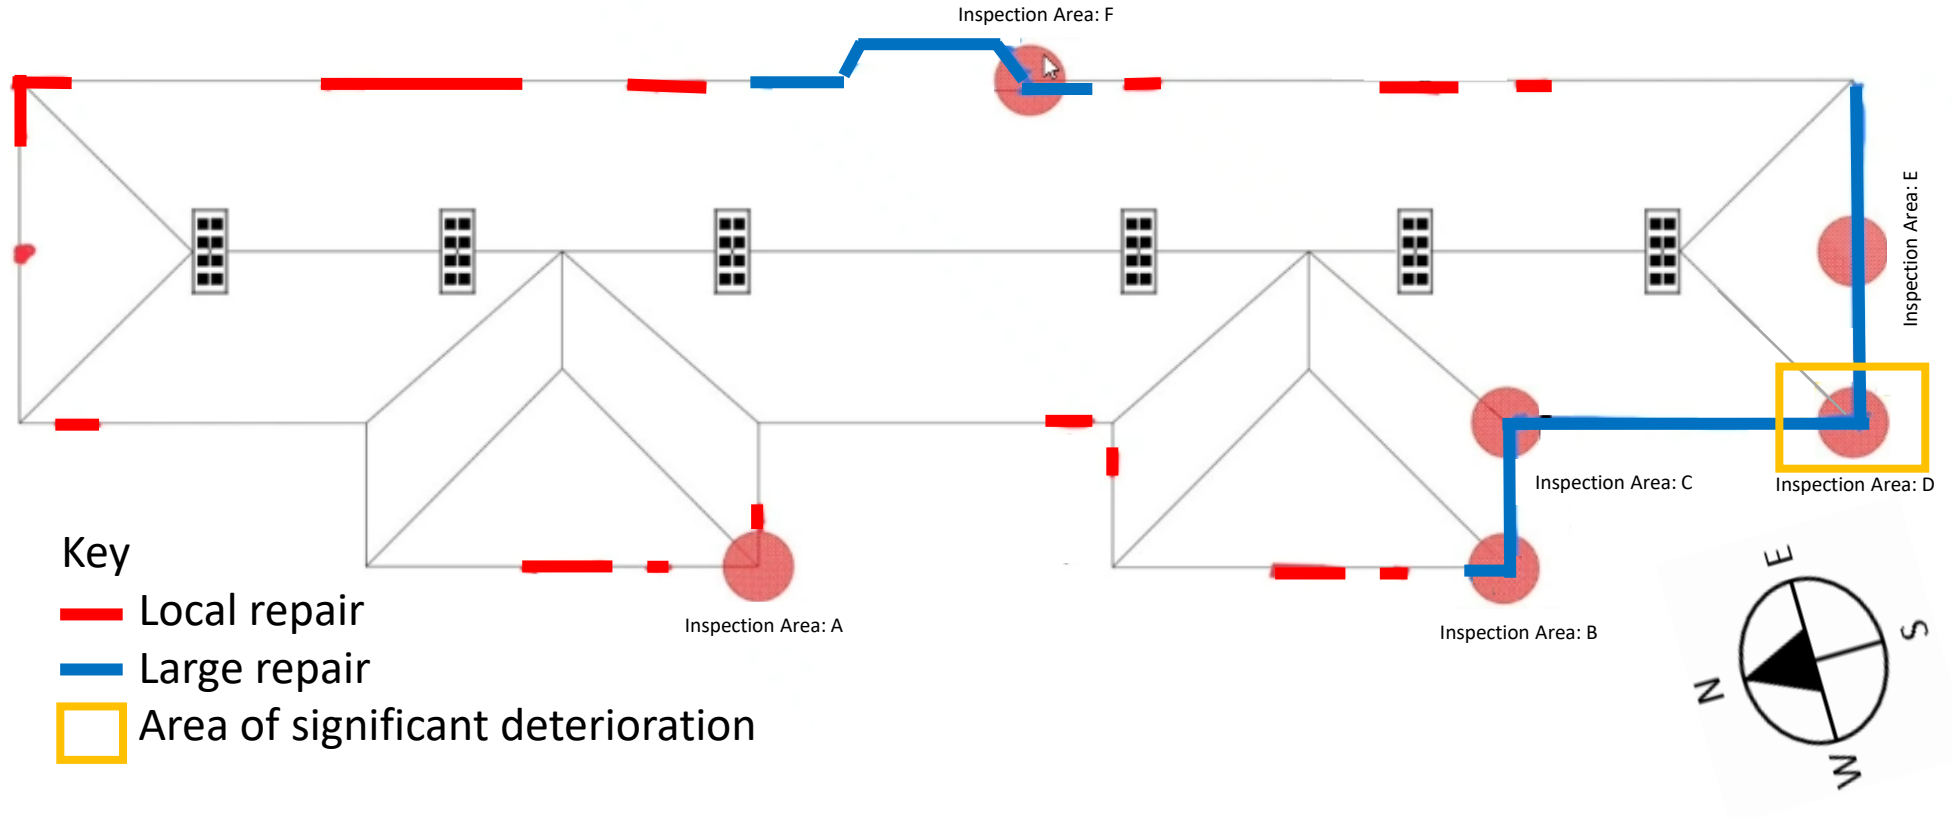 Inspection Area: F
Inspection Area: E
Inspection Area: C
Inspection Area: D
Key
Local repair
Large repair
Area of significant deterioration
Inspection Area: A
Inspection Area: B
E
S
N
W